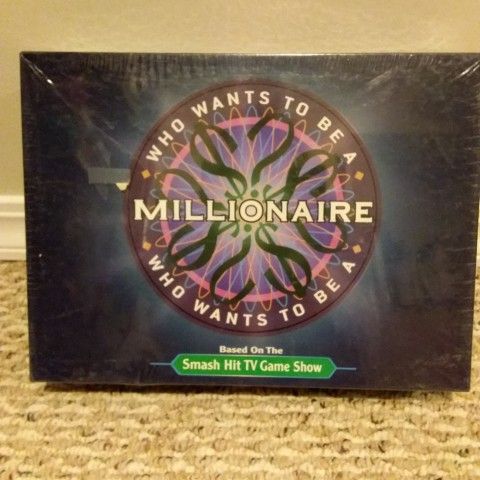 WHO WANTS TO BE A
MILLIONAIRE
WHO WANTS TO BE A
Based On The
Smash Hit TV Game Show